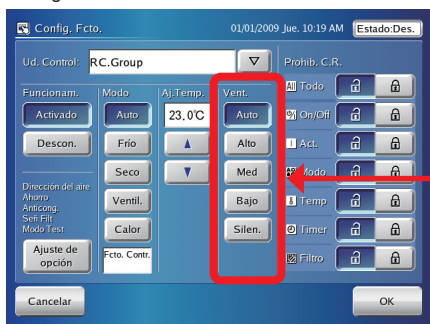 Config. Fcto. 01/01/2009 Jue. 10:19 AM Estado:Des.
Ud. Control: RC.Group Prohib. C.R.
Funcionam. Modo Aj.Temp. Vent. All Todo
Activado Auto 23,0℃ Auto On/Off
Descon. Frío Alto Act.
Seco Med Modo
Dirección del aire
Ahorro
Anticong.
Señ Filt
Modo Test
Ventil. Bajo Temp
Calor Silen. Timer
Ajuste de
opción
Fcto. Contr. Filtro
Cancelar OK